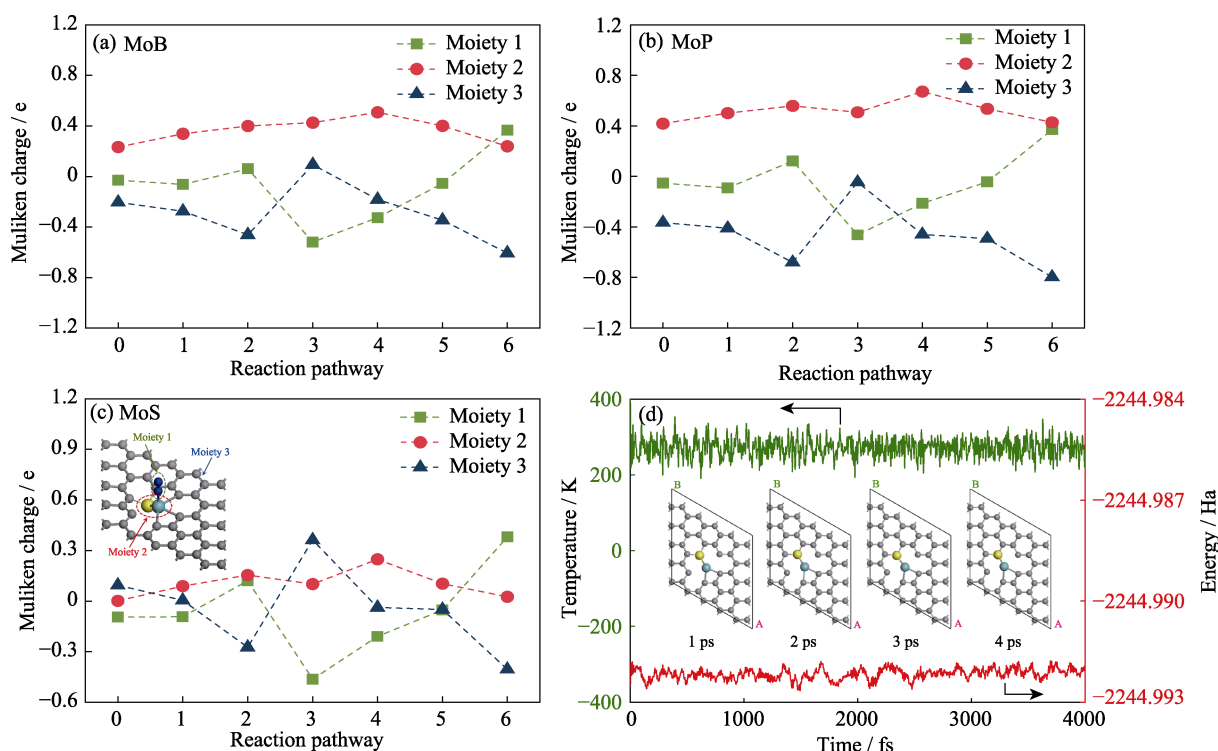 (a) MoB
Moiety 1
Moiety 2
Moiety 3
1.2
0.8
0.4
0
−0.4
−0.8
−1.2
Muliken charge / e
0 1 2 3 4 5 6
Reaction pathway
(b) MoP
Moiety 1
Moiety 2
Moiety 3
1.2
0.8
0.4
0
−0.4
−0.8
−1.2
Muliken charge / e
0 1 2 3 4 5 6
Reaction pathway
(c) MoS
Moiety 1
Moiety 2
Moiety 3
Moiety 1
Moiety 3
Moiety 2
1.2
0.9
0.6
0.3
0
−0.3
−0.6
Muliken charge / e
0 1 2 3 4 5 6
Reaction pathway
(d)
400
200
0
−200
−400
Temperature / K
−2244.984
−2244.987
−2244.990
−2244.993
Energy / Ha
B B B B
A A A A
1 ps 2 ps 3 ps 4 ps
0 1000 2000 3000 4000
Time / fs